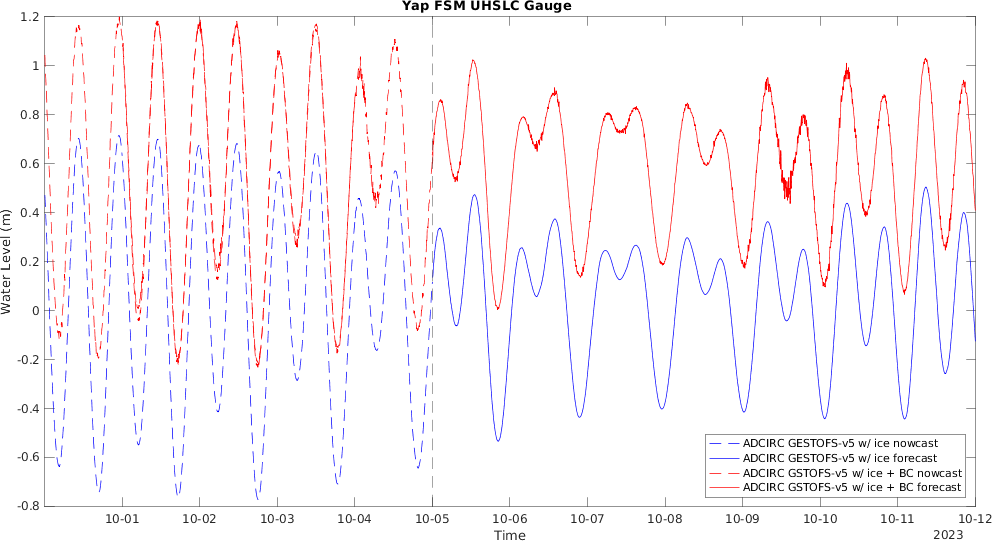 Yap FSM UHSLC Gauge
Water Level (m)
1.2
1
0.8
0.6
0.4
0.2
0
-0.2
-0.4
-0.6
-0.8
ADCIRC GESTOFS-v5 w/ ice nowcast
ADCIRC GESTOFS-v5 w/ ice forecast
ADCIRC GSTOFS-v5 w/ ice + BC nowcast
ADCIRC GSTOFS-v5 w/ ice + BC forecast
10-01 10-02 10-03 10-04 10-05 10-06 10-07 10-08 10-09 10-10 10-11 10-12
Time
2023